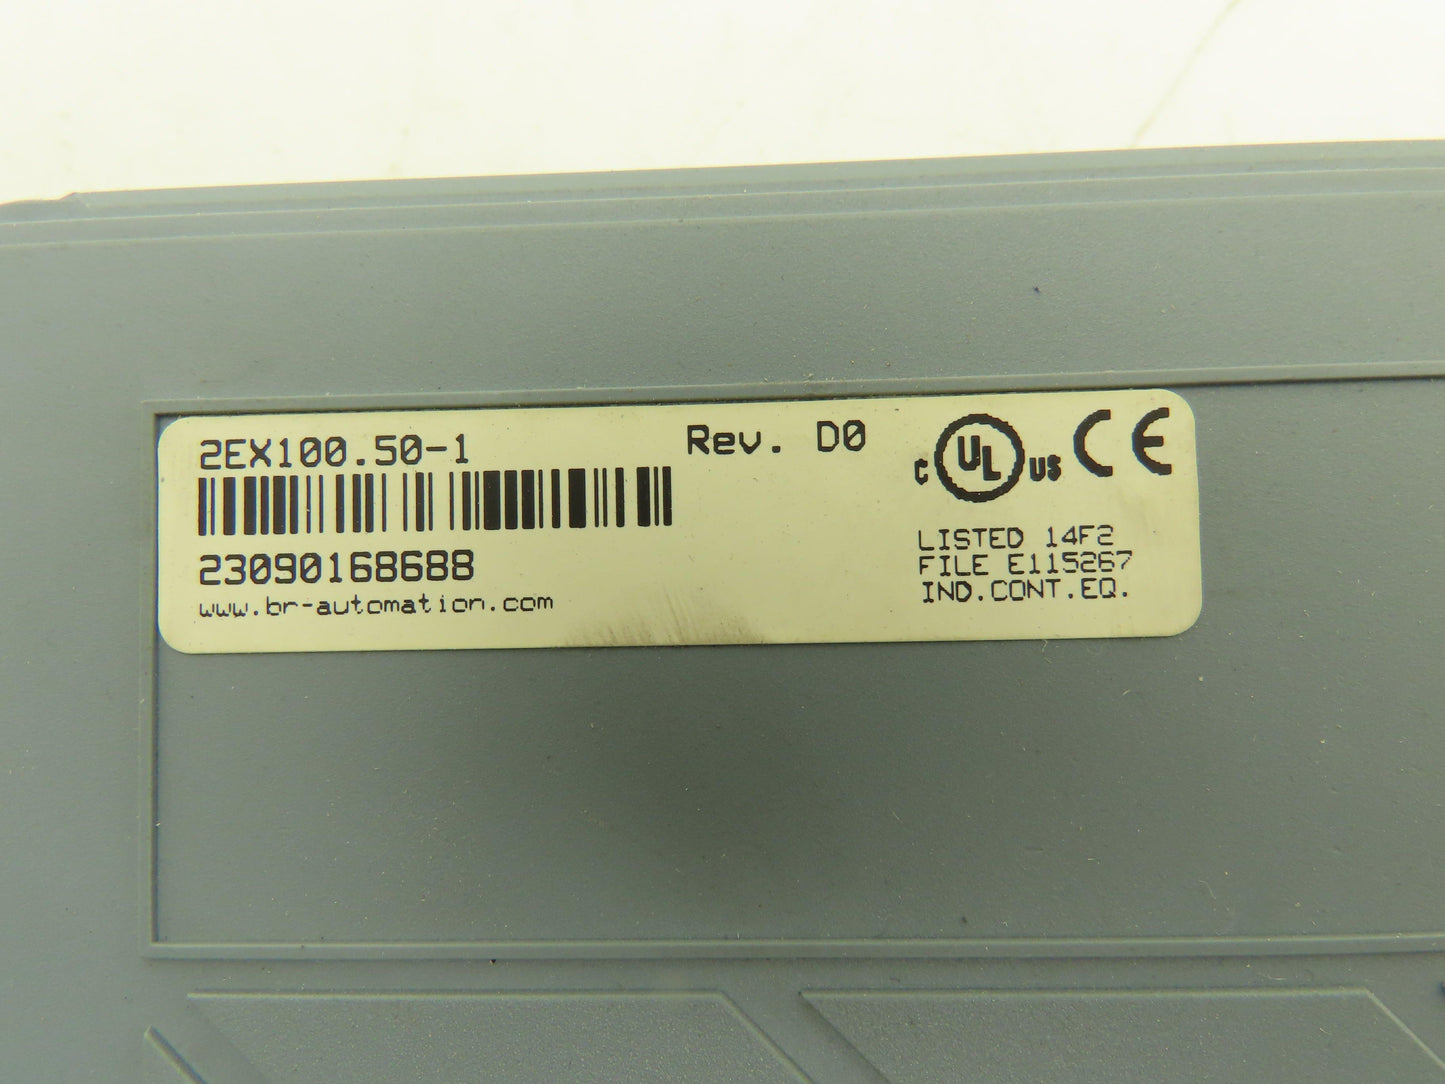 2EX100.50-1
Rev. D0
23090168688
www.br-automation.com
c UL us CE
LISTED 14F2
FILE E115267
IND.CONT.EQ.